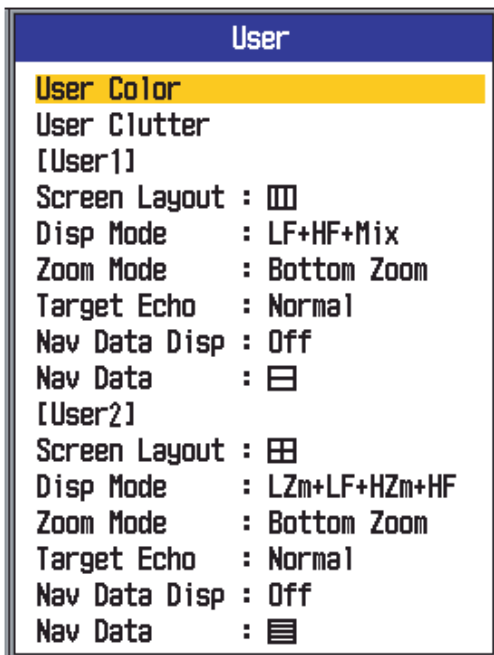 User
User Color
User Clutter
[User1]
Screen Layout :
Disp Mode : LF+HF+Mix
Zoom Mode : Bottom Zoom
Target Echo : Normal
Nav Data Disp : Off
Nav Data :
[User2]
Screen Layout :
Disp Mode : LZm+LF+HZm+HF
Zoom Mode : Bottom Zoom
Target Echo : Normal
Nav Data Disp : Off
Nav Data :